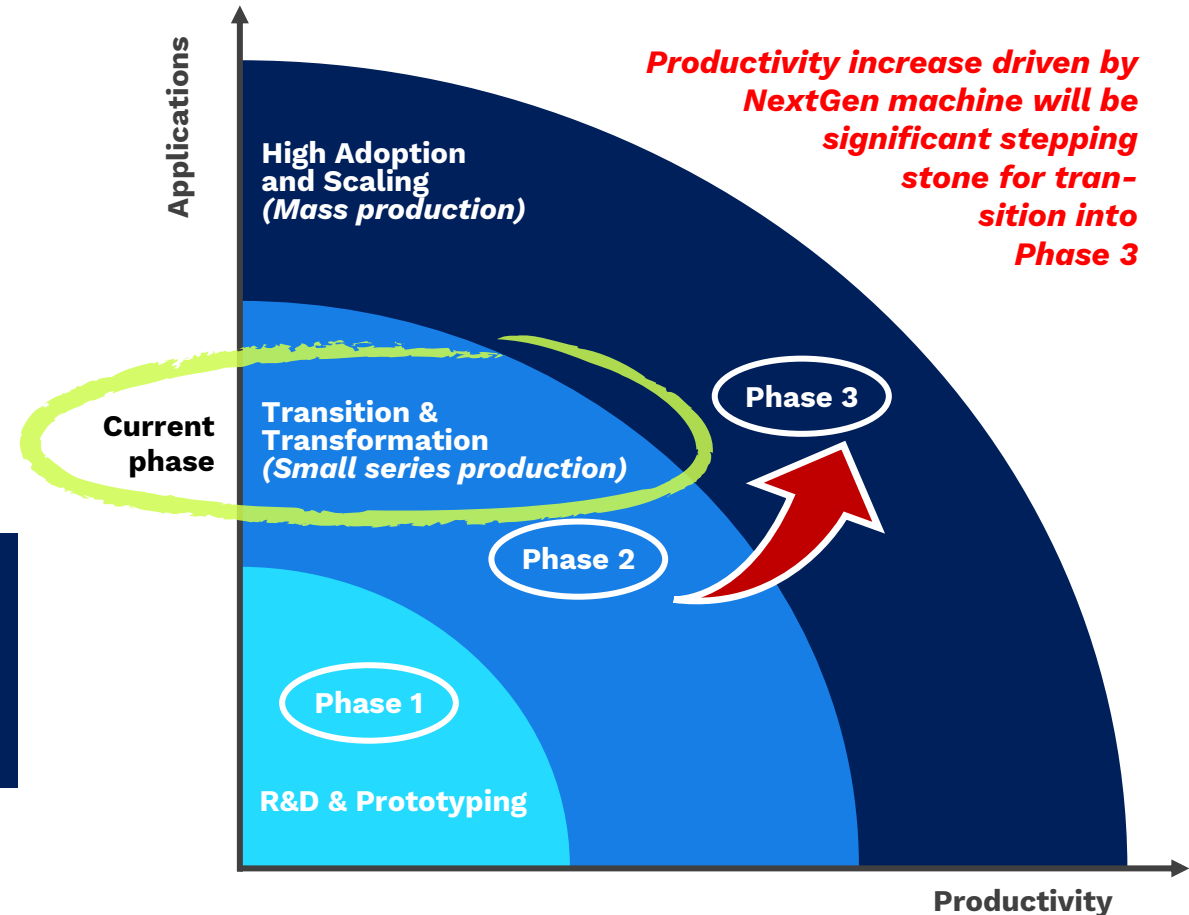 Applications
Productivity increase driven by
NextGen machine will be
significant stepping
stone for tran-
sition into
Phase 3
High Adoption
and Scaling
(Mass production)
Phase 3
Current
phase
Transition &
Transformation
(Small series production)
Phase 2
Phase 1
R&D & Prototyping
Productivity